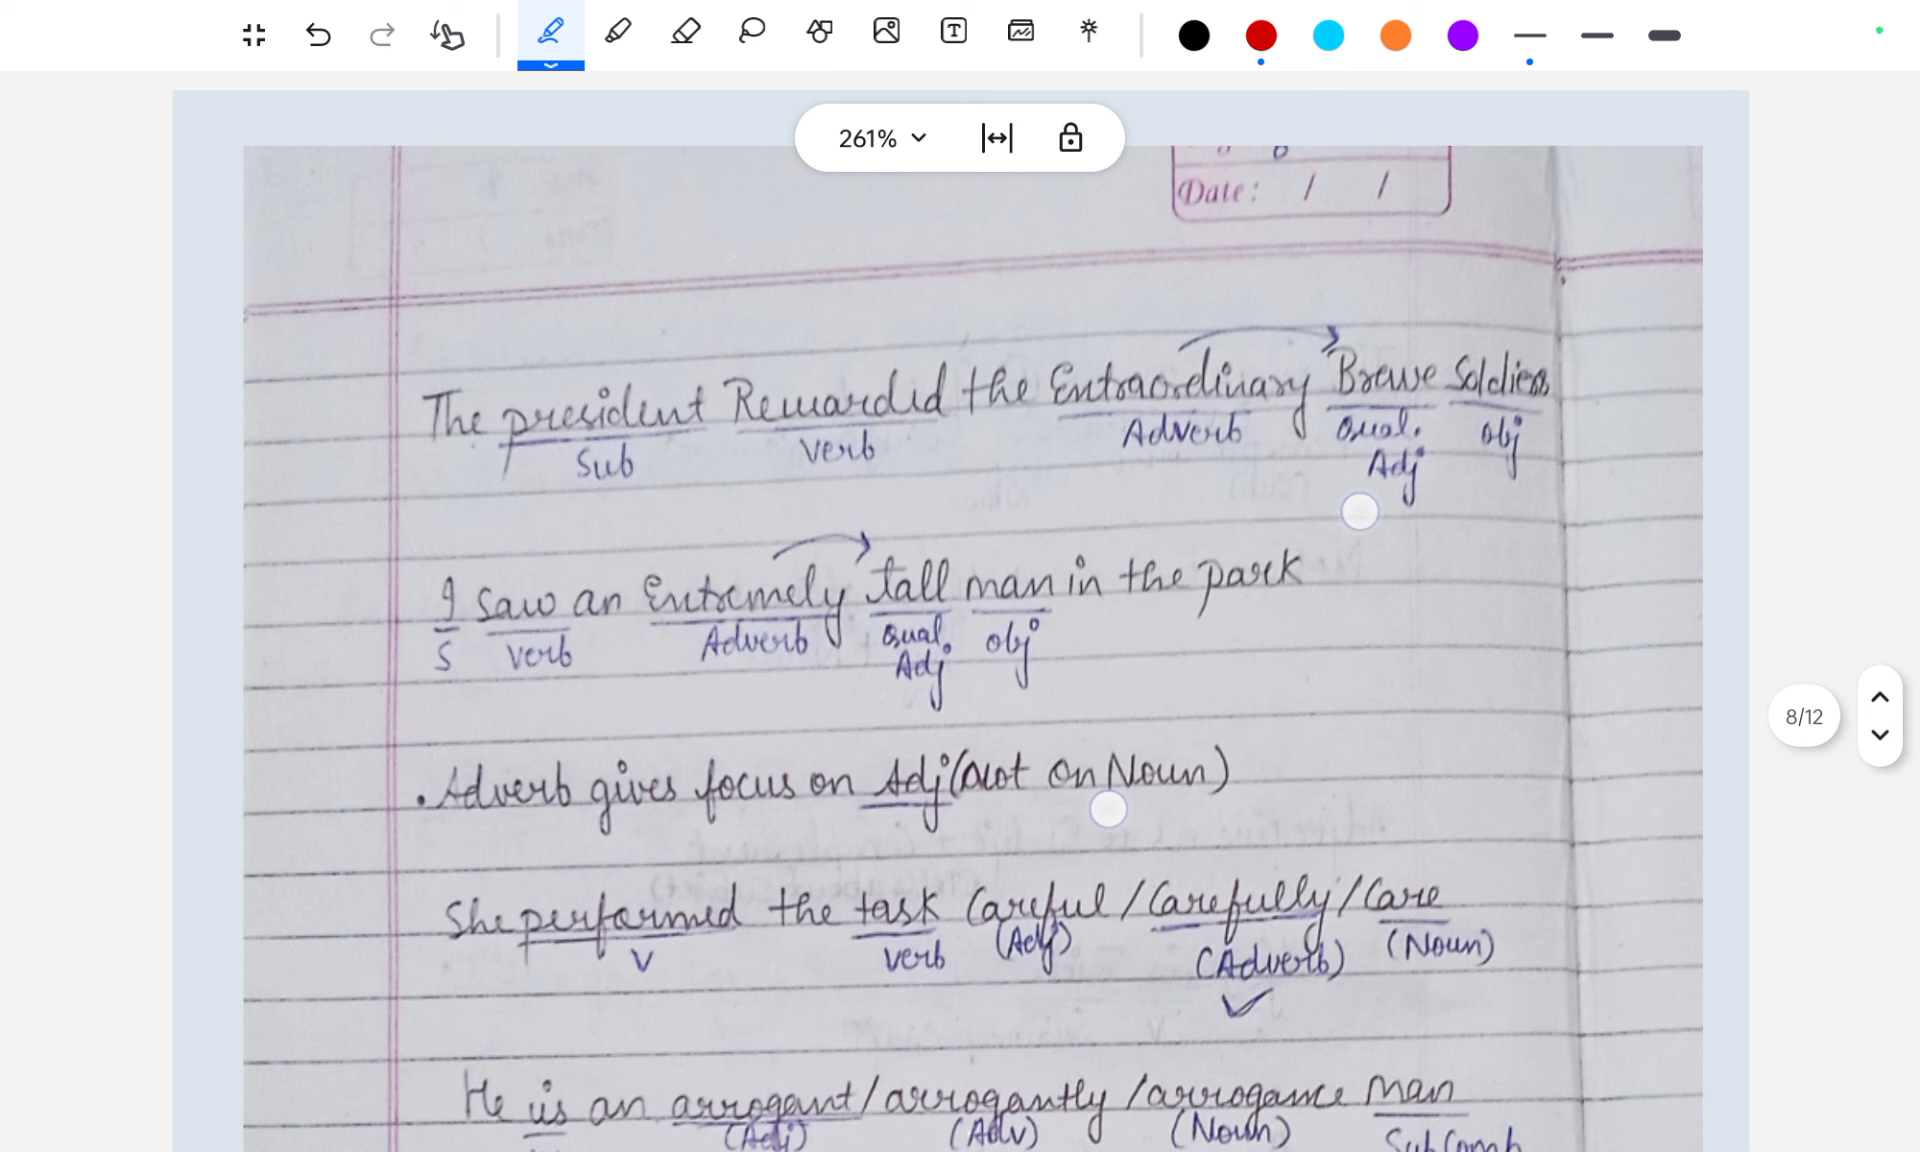 261%
Date: / /
The president Rewarded the Extraordinary Brave Soldiers
Sub verb Adverb Qual. obj
Adj
I saw an Extremely tall man in the park
S verb Adverb Qual. obj
Adj
. Adverb gives focus on Adj (not on Noun)
She performed the task Careful / Carefully / Care
V verb (Adj) (Adverb) (Noun)
He is an arrogant / arrogantly / arrogance man
(Adj) (Adv) (Noun) Sub Comp
8/12